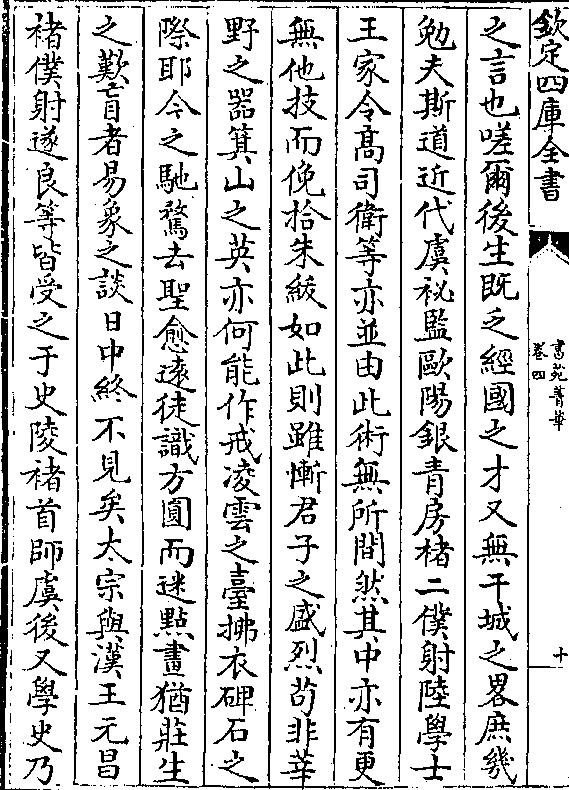 欽定四庫全書
書苑菁華
卷四
十
之言也嗟爾後生既乏經國之才又無干城之畧庶幾
勉夫斯道近代虞祕監歐陽銀青房褚二僕射陸學士
王家令髙司衛等亦並由此術無所間然其中亦有更
無他技而俛拾朱紱如此則雖慚君子之盛烈茍非莘
野之器箕山之英亦何能作戒凌雲之臺拂衣碑石之
際耶今之馳騖去聖愈逺徒識方圓而迷㸃畫猶莊生
之歎盲者易象之談日中終不見矣太宗與漢王元昌
褚僕射遂良等皆受之于史陵褚首師虞後又學史乃